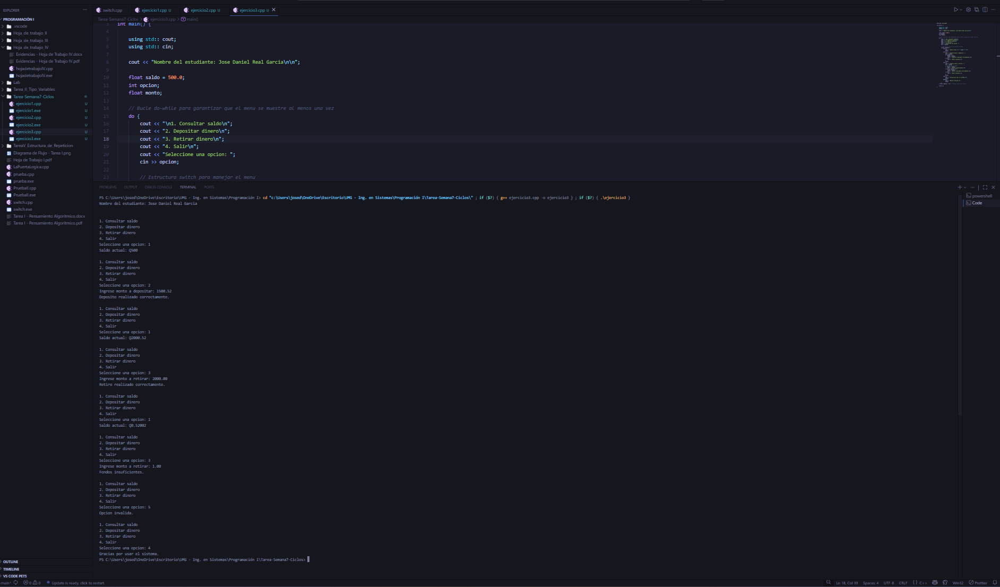 EXPLORER
PROGRAMACIÓN I
.vscode
Hoja_de_trabajo_II
Hoja_de_trabajo_III
Hoja_de_trabajo_IV
Evidencias - Hoja de Trabajo IV.docx
Evidencias - Hoja de Trabajo IV.pdf
hojadetrabajoIV.cpp
hojadetrabajoIV.exe
Lab
Tarea_II_Tipo_Variables
Tarea-Semana7-Ciclos
ejercicio1.cpp U
ejercicio1.exe U
ejercicio2.cpp U
ejercicio2.exe U
ejercicio3.cpp U
ejercicio3.exe U
TareaV_Estructura_de_Repeticion
Diagrama de Flujo - Tarea I.png
Hoja de Trabajo I.pdf
LaPuertaLogica.cpp
prueba.cpp
prueba.exe
PruebaII.cpp
PruebaII.exe
switch.cpp
switch.exe
Tarea I - Pensamiento Algoritmico.docx
Tarea I - Pensamiento Algoritmico.pdf
OUTLINE
TIMELINE
VS CODE PETS
switch.cpp ejercicio1.cpp U ejercicio2.cpp U ejercicio3.cpp U
Tarea-Semana7-Ciclos > ejercicio3.cpp > main()
3 int main() {
4
5 using std:: cout;
6 using std:: cin;
7
8 cout << "Nombre del estudiante: Jose Daniel Real Garcia\n\n";
9
10 float saldo = 500.0;
11 int opcion;
12 float monto;
13
14 // Bucle do-while para garantizar que el menu se muestre al menos una vez
15 do {
16 cout << "\n1. Consultar saldo\n";
17 cout << "2. Depositar dinero\n";
18 cout << "3. Retirar dinero\n";
19 cout << "4. Salir\n";
20 cout << "Seleccione una opcion: ";
21 cin >> opcion;
22
23 // Estructura switch para manejar el menu
PROBLEMS OUTPUT DEBUG CONSOLE TERMINAL PORTS
powershell
Code
PS C:\Users\josed\OneDrive\Escritorio\UMG - Ing. en Sistemas\Programación I> cd "c:\Users\josed\OneDrive\Escritorio\UMG - Ing. en Sistemas\Programación I\Tarea-Semana7-Ciclos\" ; if ($?) { g++ ejercicio3.cpp -o ejercicio3 } ; if ($?) { .\ejercicio3 }
Nombre del estudiante: Jose Daniel Real Garcia
1. Consultar saldo
2. Depositar dinero
3. Retirar dinero
4. Salir
Seleccione una opcion: 1
Saldo actual: Q500
1. Consultar saldo
2. Depositar dinero
3. Retirar dinero
4. Salir
Seleccione una opcion: 2
Ingrese monto a depositar: 1500.52
Deposito realizado correctamente.
1. Consultar saldo
2. Depositar dinero
3. Retirar dinero
4. Salir
Seleccione una opcion: 1
Saldo actual: Q2000.52
1. Consultar saldo
2. Depositar dinero
3. Retirar dinero
4. Salir
Seleccione una opcion: 3
Ingrese monto a retirar: 2000.00
Retiro realizado correctamente.
1. Consultar saldo
2. Depositar dinero
3. Retirar dinero
4. Salir
Seleccione una opcion: 1
Saldo actual: Q0.52002
1. Consultar saldo
2. Depositar dinero
3. Retirar dinero
4. Salir
Seleccione una opcion: 3
Ingrese monto a retirar: 1.00
Fondos insuficientes.
1. Consultar saldo
2. Depositar dinero
3. Retirar dinero
4. Salir
Seleccione una opcion: 5
Opcion invalida.
1. Consultar saldo
2. Depositar dinero
3. Retirar dinero
4. Salir
Seleccione una opcion: 4
Gracias por usar el sistema.
PS C:\Users\josed\OneDrive\Escritorio\UMG - Ing. en Sistemas\Programación I\Tarea-Semana7-Ciclos>
main* 0 0 Update is ready, click to restart. Ln 18, Col 39 Spaces: 4 UTF-8 CRLF {} C++ Win32 Prettier